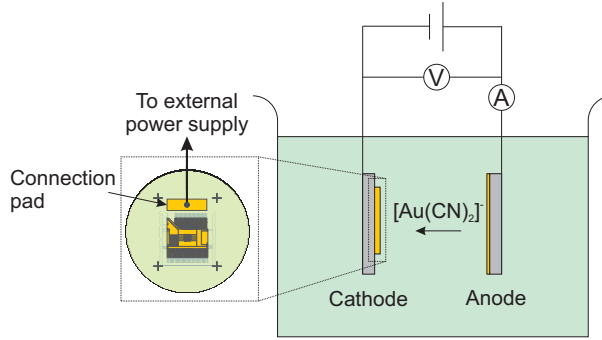 V
A
To external
power supply
Connection
pad
[Au(CN)₂]⁻
Cathode
Anode